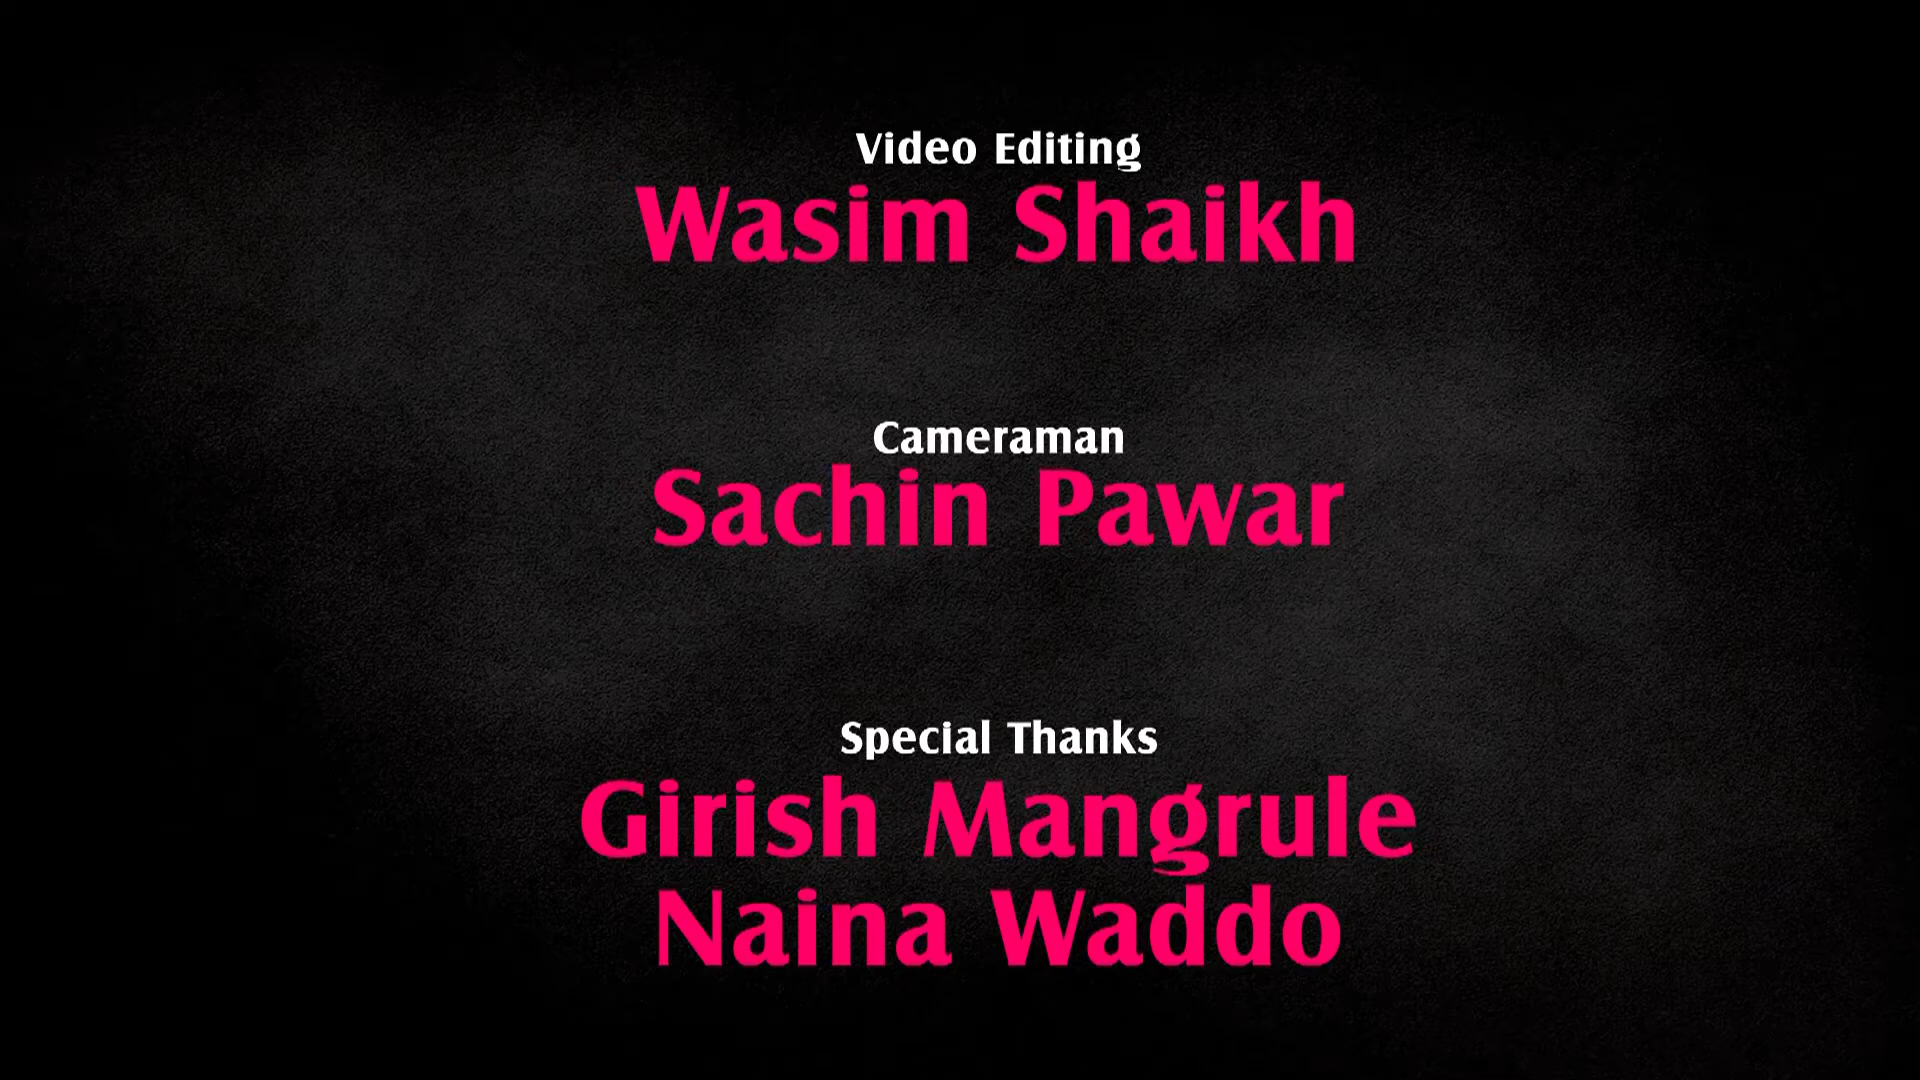 Video Editing
Wasim Shaikh
Cameraman
Sachin Pawar
Special Thanks
Girish Mangrule
Naina Waddo